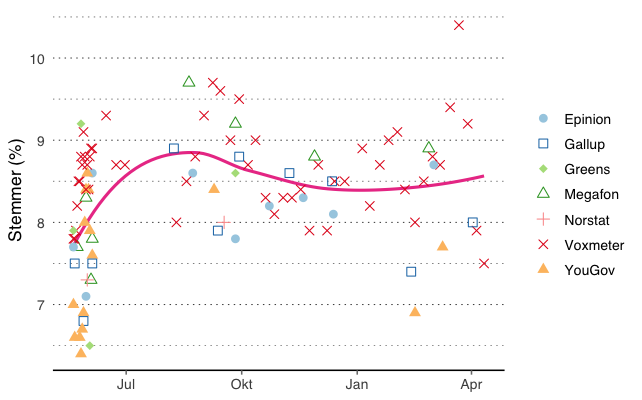 10
9
8
7
Stemmer (%)
Jul
Okt
Jan
Apr
Epinion
Gallup
Greens
Megafon
Norstat
Voxmeter
YouGov